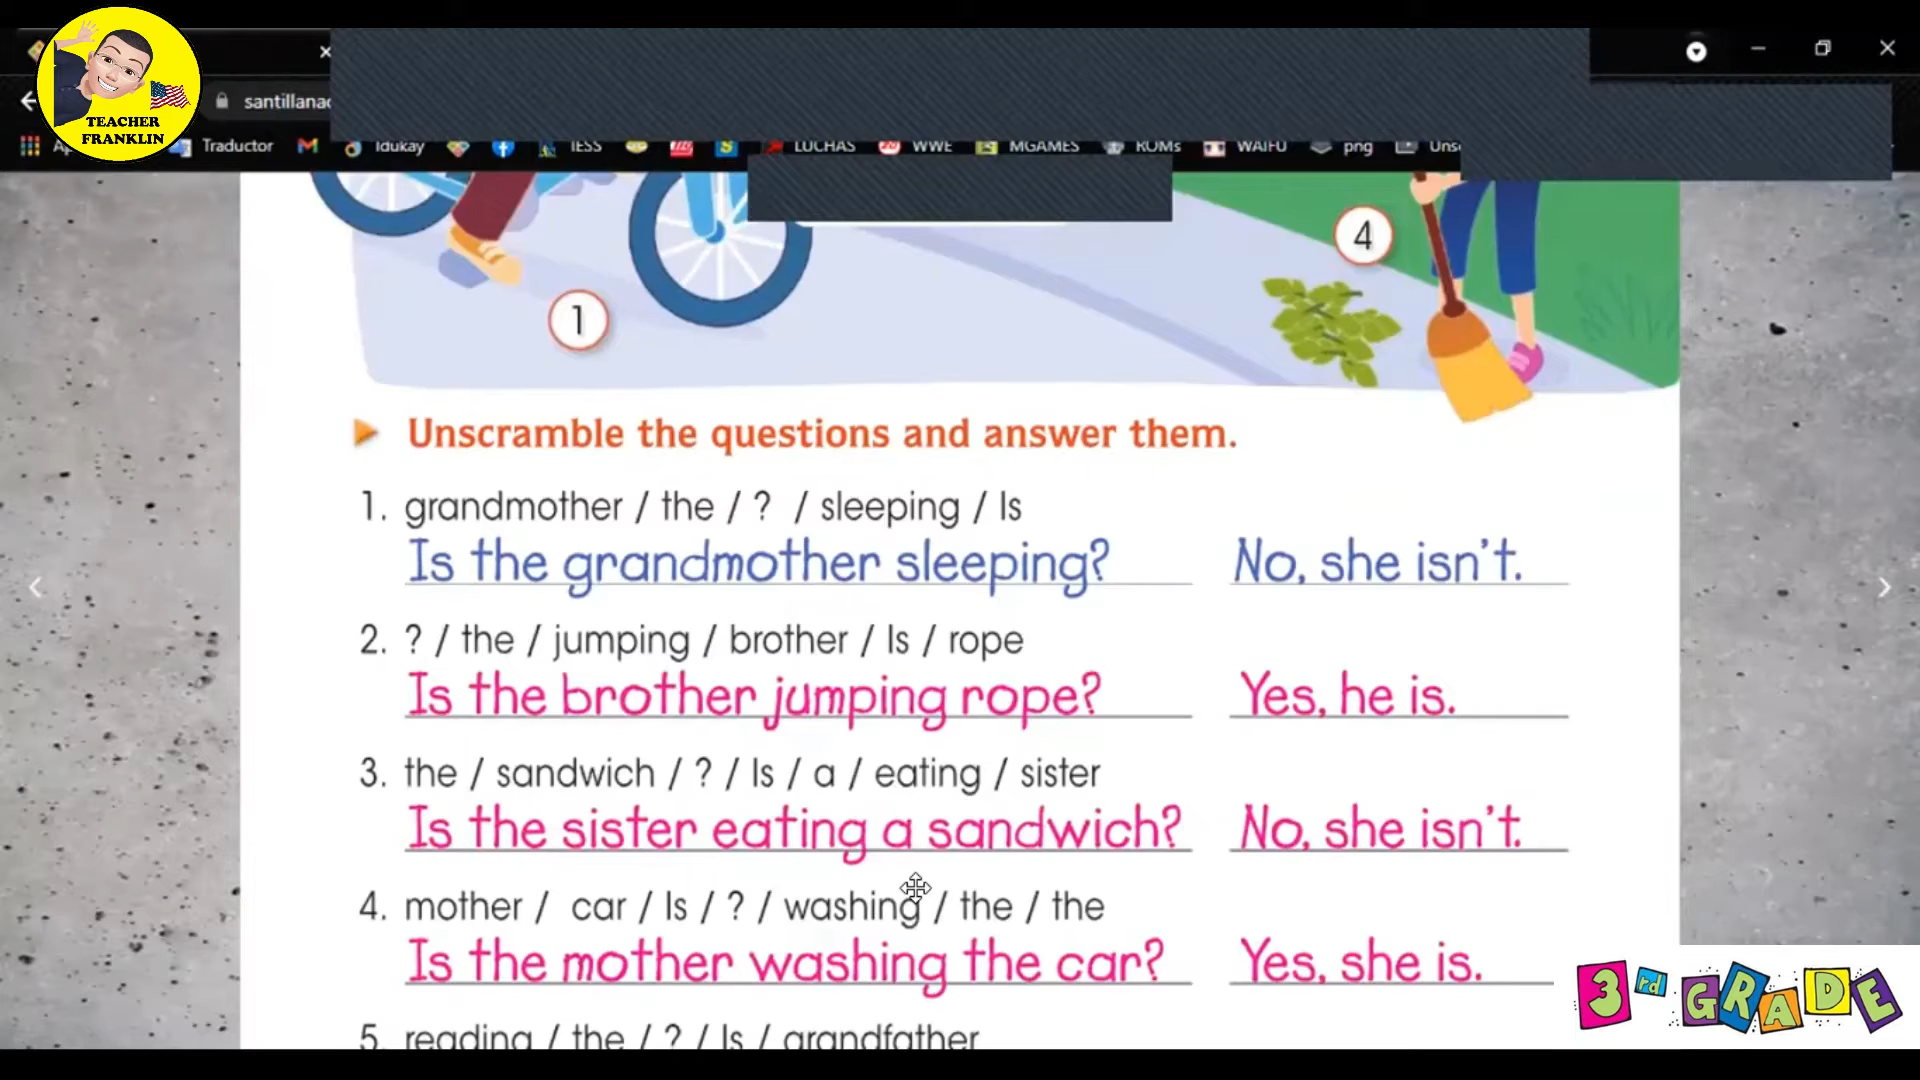 TEACHER
FRANKLIN
Traductor
Idukay
IESS
LUCHAS
WWE
MGAMES
ROMs
WAIFU
png
4
1
Unscramble the questions and answer them.
1. grandmother / the / ? / sleeping / Is
Is the grandmother sleeping? No, she isn't.
2. ? / the / jumping / brother / Is / rope
Is the brother jumping rope? Yes, he is.
3. the / sandwich / ? / Is / a / eating / sister
Is the sister eating a sandwich? No, she isn't.
4. mother / car / Is / ? / washing / the / the
Is the mother washing the car? Yes, she is.
5. reading / the / ? / Is / grandfather
3rd GRADE